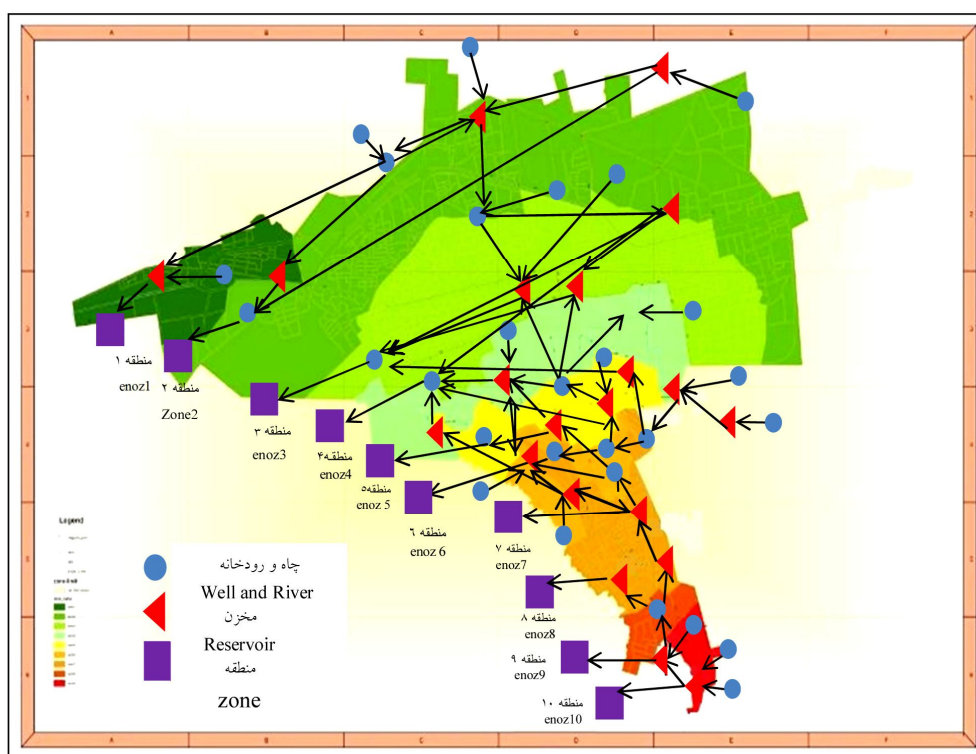 A
B
C
D
E
F
منطقه ۱
enoz1
منطقه ۲
Zone2
منطقه ۳
enoz3
منطقه۴
enoz4
منطقه۵
enoz 5
منطقه ٦
enoz 6
منطقه ۷
enoz7
منطقه ۸
enoz8
منطقه ۹
enoz9
منطقه ۱۰
enoz10
Legend
چاه و رودخانه
Well and River
مخزن
Reservoir
منطقه
zone
A
B
C
D
E
F